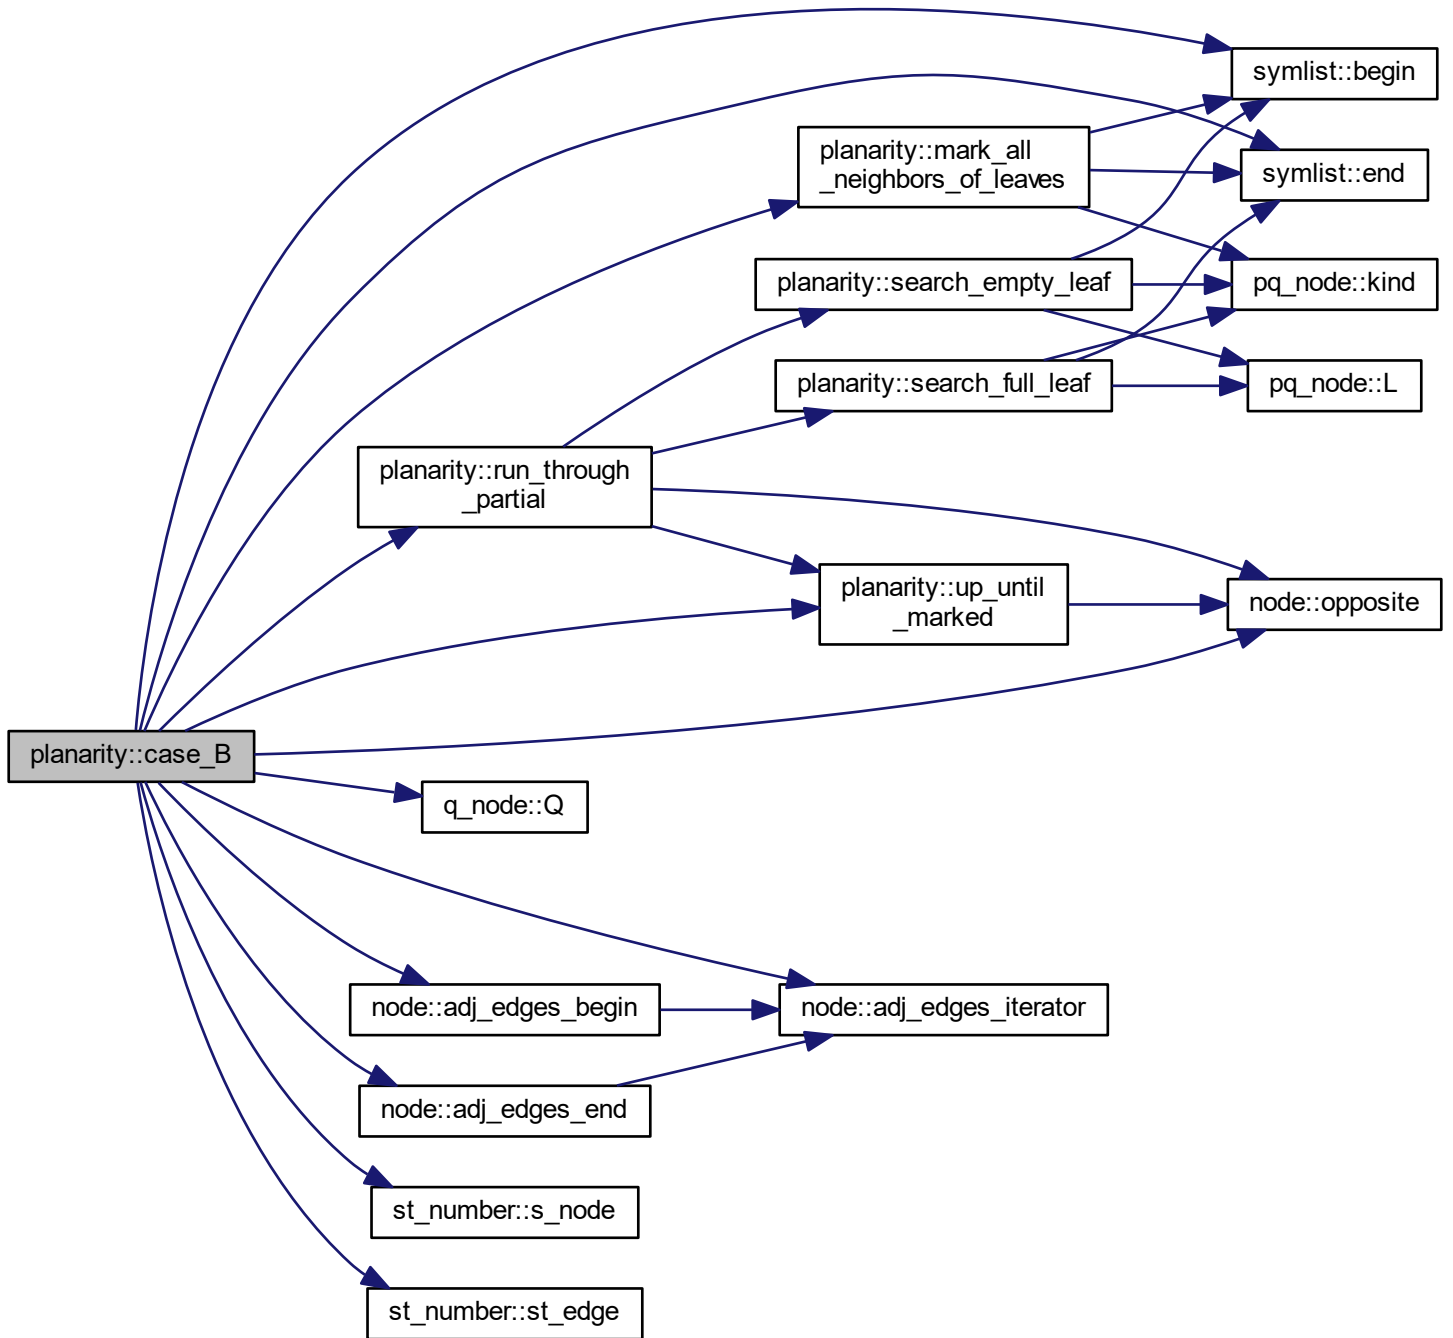 symlist::begin
planarity::mark_all
_neighbors_of_leaves
symlist::end
planarity::search_empty_leaf
pq_node::kind
planarity::search_full_leaf
pq_node::L
planarity::run_through
_partial
planarity::up_until
_marked
node::opposite
planarity::case_B
q_node::Q
node::adj_edges_begin
node::adj_edges_iterator
node::adj_edges_end
st_number::s_node
st_number::st_edge